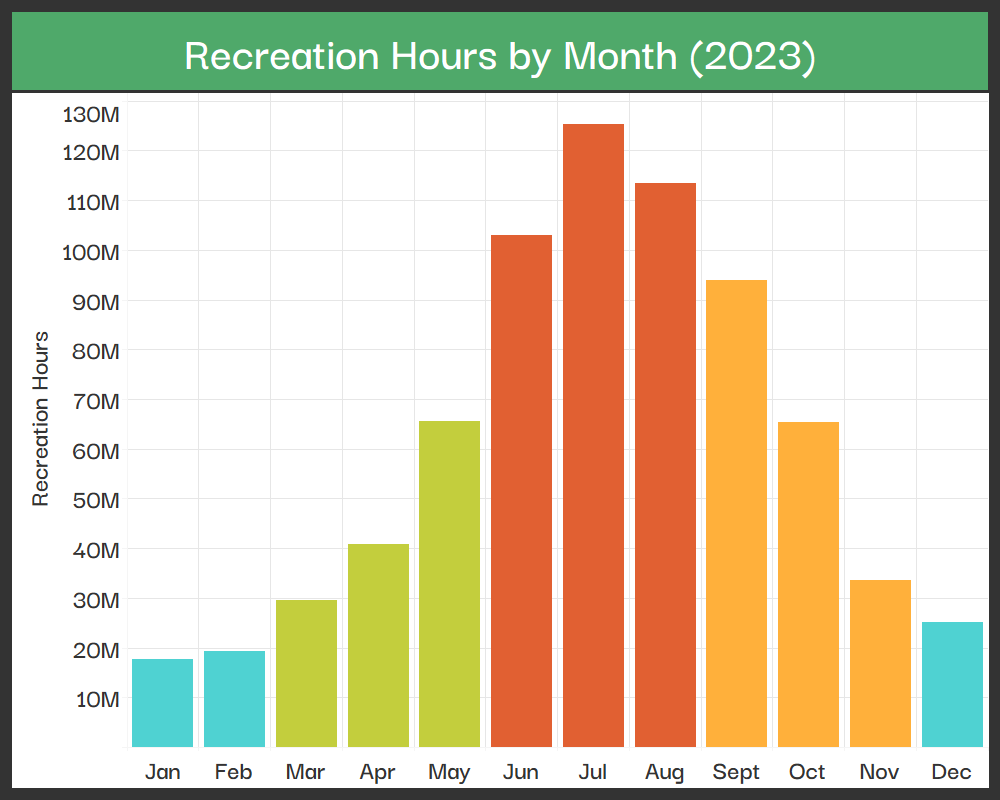 Recreation Hours by Month (2023)
130M
120M
110M
100M
90M
80M
70M
60M
50M
40M
30M
20M
10M
Recreation Hours
Jan Feb Mar Apr May Jun Jul Aug Sept Oct Nov Dec